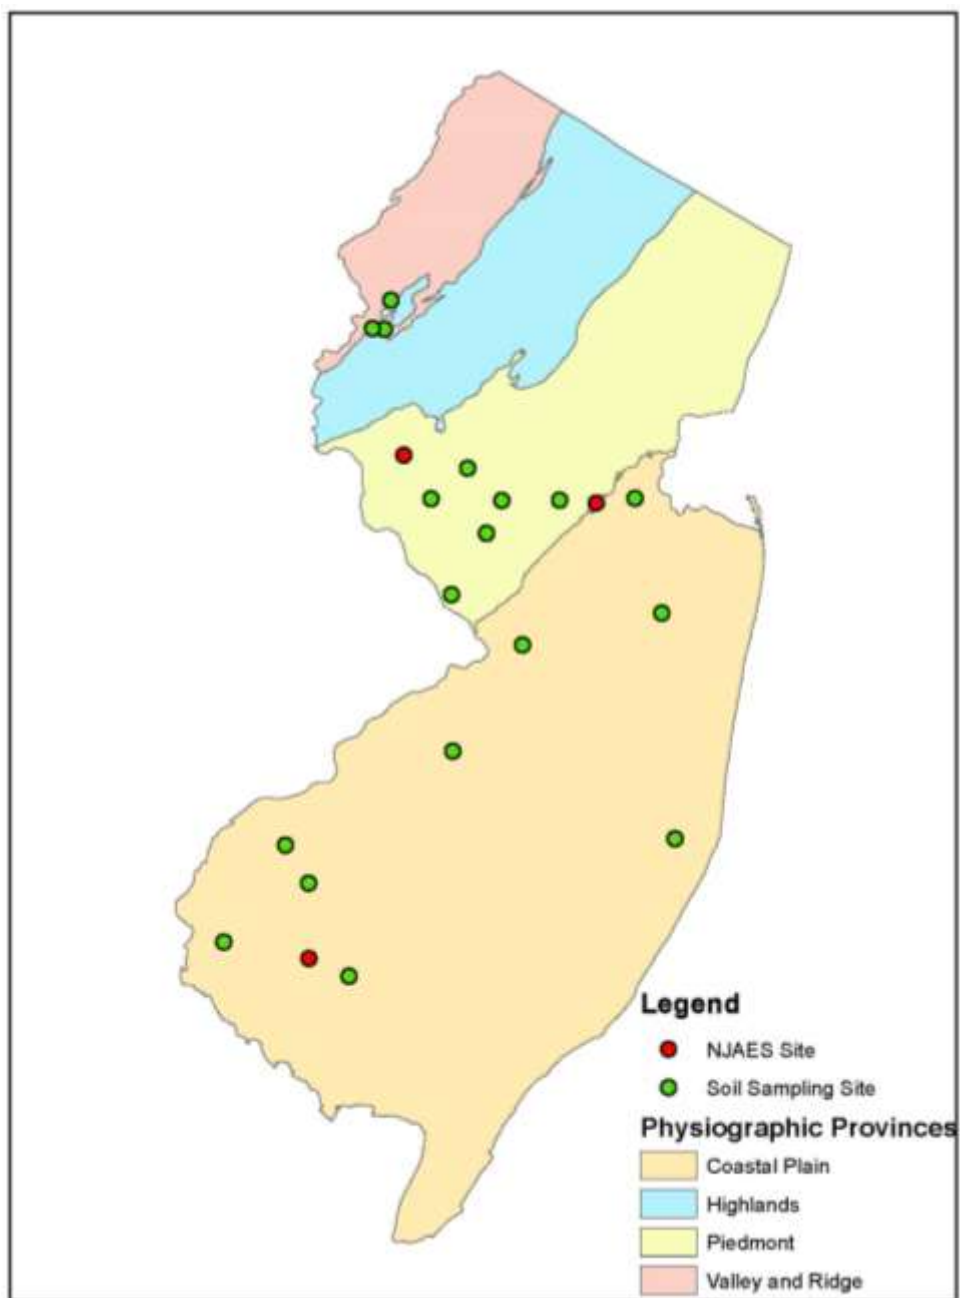 Legend
NJAES Site
Soil Sampling Site
Physiographic Provinces
Coastal Plain
Highlands
Piedmont
Valley and Ridge